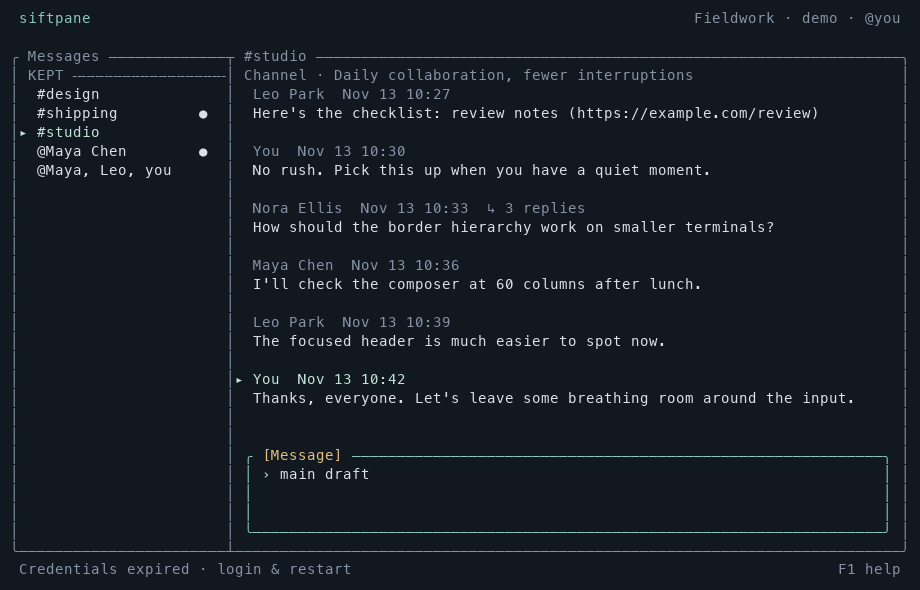 siftpane
Fieldwork · demo · @you
Messages
KEPT
#design
#shipping ●
▸ #studio
@Maya Chen ●
@Maya, Leo, you
#studio
Channel · Daily collaboration, fewer interruptions
Leo Park  Nov 13 10:27
Here's the checklist: review notes (https://example.com/review)
You  Nov 13 10:30
No rush. Pick this up when you have a quiet moment.
Nora Ellis  Nov 13 10:33  ↳ 3 replies
How should the border hierarchy work on smaller terminals?
Maya Chen  Nov 13 10:36
I'll check the composer at 60 columns after lunch.
Leo Park  Nov 13 10:39
The focused header is much easier to spot now.
▸ You  Nov 13 10:42
Thanks, everyone. Let's leave some breathing room around the input.
[Message]
› main draft
Credentials expired · login & restart
F1 help